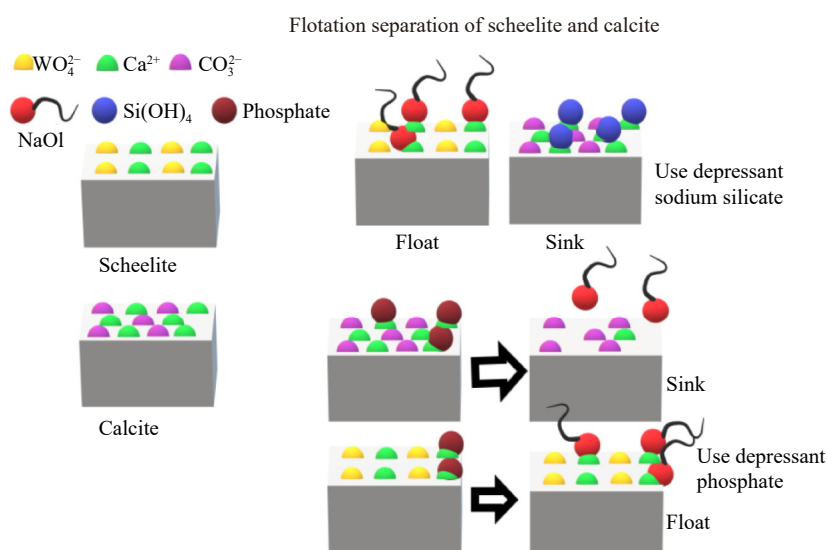 Flotation separation of scheelite and calcite
WO₄²⁻ Ca²⁺ CO₃²⁻
NaOl Si(OH)₄ Phosphate
Scheelite
Calcite
Float Sink
Use depressant
sodium silicate
Sink
Use depressant
phosphate
Float